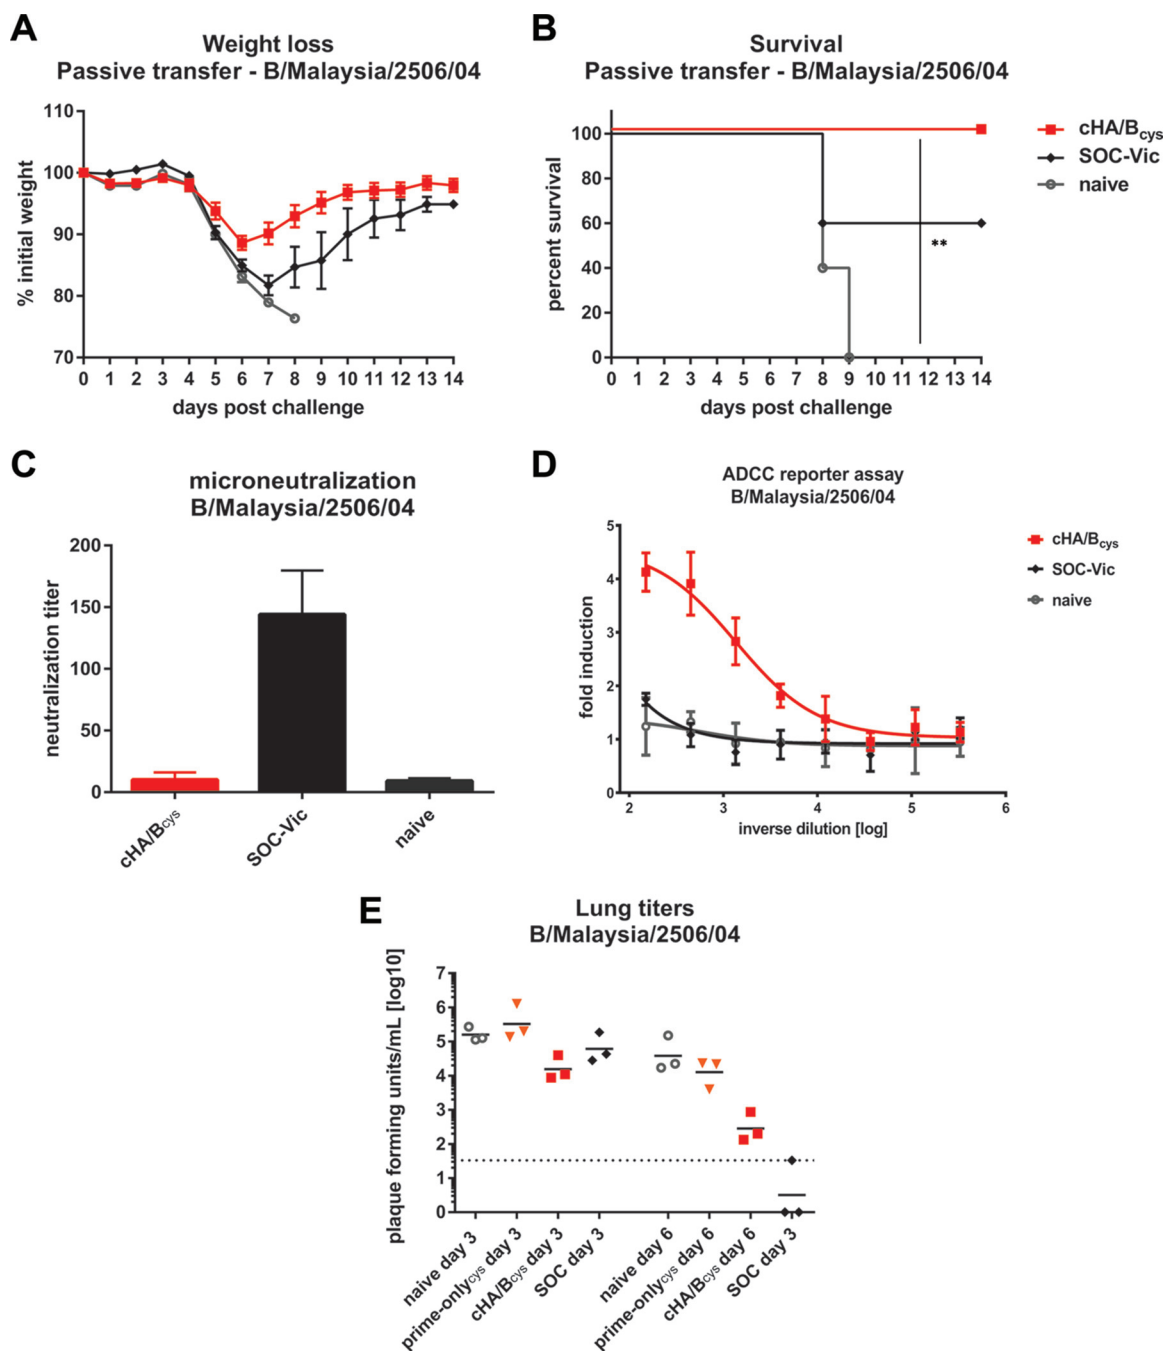 A
Weight loss
Passive transfer - B/Malaysia/2506/04
% initial weight
110
100
90
80
70
0 1 2 3 4 5 6 7 8 9 10 11 12 13 14
days post challenge
B
Survival
Passive transfer - B/Malaysia/2506/04
percent survival
100
80
60
40
20
0
**
0 1 2 3 4 5 6 7 8 9 10 11 12 13 14
days post challenge
cHA/Bcys
SOC-Vic
naive
C
microneutralization
B/Malaysia/2506/04
neutralization titer
200
150
100
50
0
cHA/Bcys
SOC-Vic
naive
D
ADCC reporter assay
B/Malaysia/2506/04
fold induction
5
4
3
2
1
0
2 3 4 5 6
inverse dilution [log]
cHA/Bcys
SOC-Vic
naive
E
Lung titers
B/Malaysia/2506/04
plaque forming units/mL [log10]
7
6
5
4
3
2
1
0
naive day 3
prime-onlycys day 3
cHA/Bcys day 3
SOC day 3
naive day 6
prime-onlycys day 6
cHA/Bcys day 6
SOC day 3